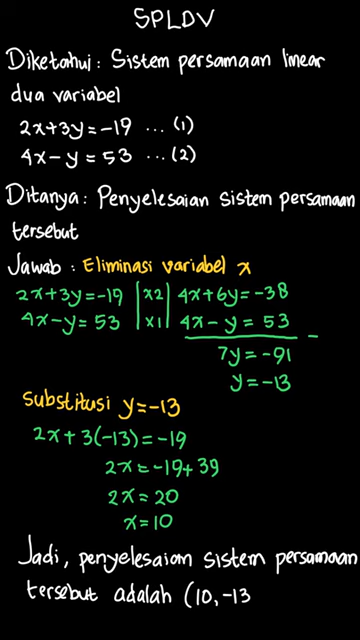 SPLDV
Diketahui : Sistem persamaan linear
dua variabel
2x+3y=-19 ... (1)
4x-y=53 ... (2)
Ditanya : Penyelesaian sistem persamaan
tersebut
Jawab : Eliminasi variabel x
2x+3y=-19 | x2 | 4x+6y=-38
4x-y=53 | x1 | 4x-y=53 -
7y=-91
y=-13
Substitusi y=-13
2x+3(-13)=-19
2x=-19+39
2x=20
x=10
Jadi, penyelesaian sistem persamaan
tersebut adalah (10,-13